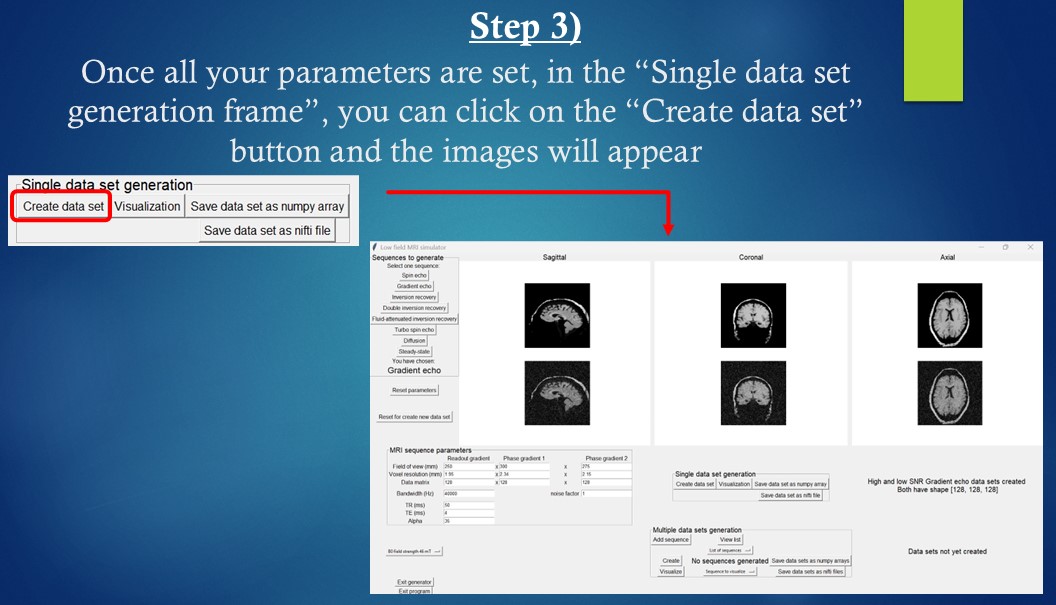 Step 3)
Once all your parameters are set, in the “Single data set
generation frame”, you can click on the “Create data set”
button and the images will appear
Single data set generation
Create data set Visualization Save data set as numpy array
Save data set as nifti file
Low field MRI simulator
Sequences to generate
Select one sequence:
Spin echo
Gradient echo
Inversion recovery
Double inversion recovery
Fluid-attenuated inversion recovery
Turbo spin echo
Diffusion
Steady-state
You have chosen:
Gradient echo
Reset parameters
Reset for create new data set
Sagittal Coronal Axial
MRI sequence parameters
Readout gradient Phase gradient 1 Phase gradient 2
Field of view (mm) 250 x 300 x 275
Voxel resolution (mm) 1.95 x 2.34 x 2.15
Data matrix 128 x 128 x 128
Bandwidth (Hz) 40000 noise factor 1
TR (ms) 50
TE (ms) 4
Alpha 35
B0 field strength 46 mT
Exit generator
Exit program
Single data set generation
Create data set Visualization Save data set as numpy array
Save data set as nifti file
High and low SNR Gradient echo data sets created
Both have shape [128, 128, 128]
Multiple data sets generation
Add sequence View list
List of sequences
Create No sequences generated Save data sets as numpy arrays
Visualize Sequence to visualize Save data sets as nifti files
Data sets not yet created